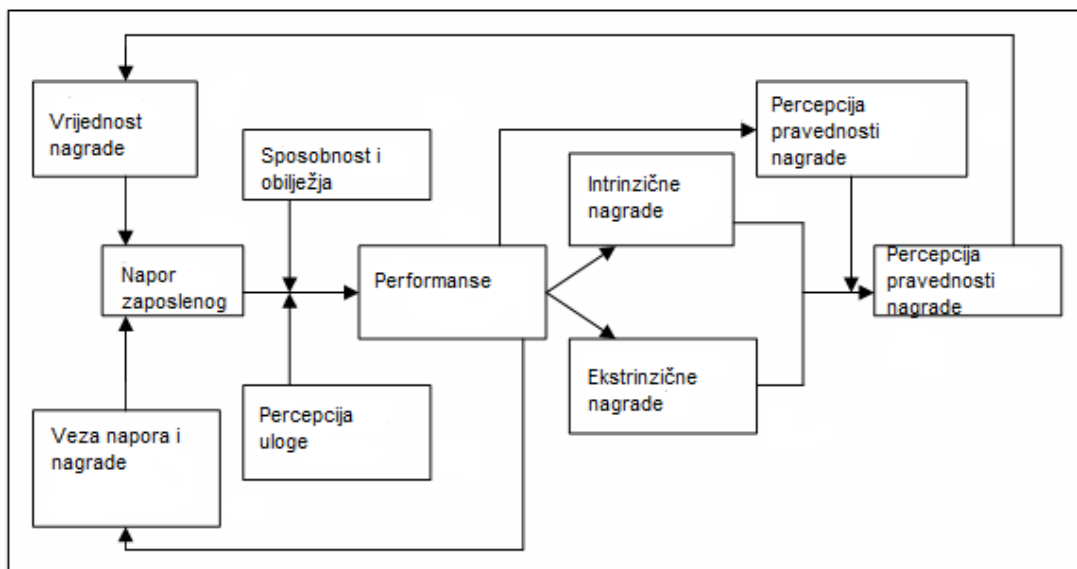 Vrijednost
nagrade
Sposobnost i
obilježja
Percepcija
pravednosti
nagrade
Intrinzične
nagrade
Napor
zaposlenog
Performanse
Percepcija
pravednosti
nagrade
Ekstrinzične
nagrade
Percepcija
uloge
Veza napora i
nagrade